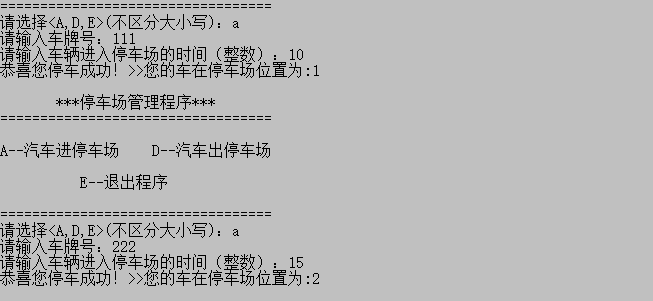 ==================================
请选择<A,D,E>(不区分大小写): a
请输入车牌号: 111
请输入车辆进入停车场的时间（整数）: 10
恭喜您停车成功! >>您的车在停车场位置为:1
***停车场管理程序***
==================================
A--汽车进停车场    D--汽车出停车场
E--退出程序
==================================
请选择<A,D,E>(不区分大小写): a
请输入车牌号: 222
请输入车辆进入停车场的时间（整数）: 15
恭喜您停车成功! >>您的车在停车场位置为:2